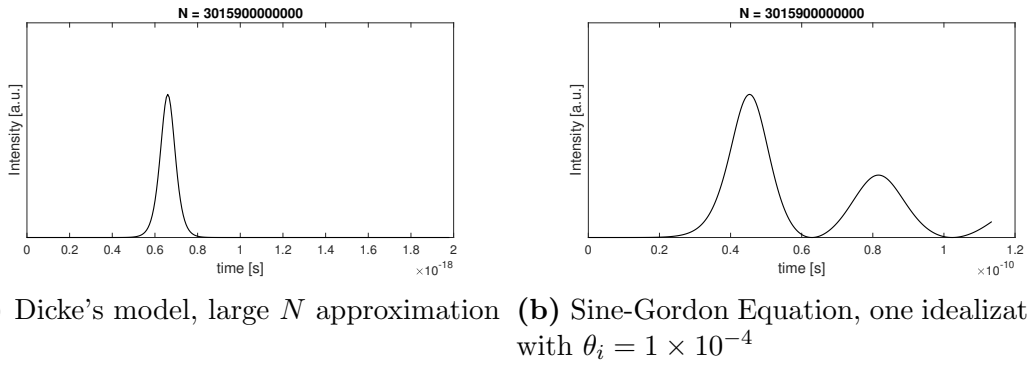 N = 3015900000000
Intensity [a.u.]
0 0.2 0.4 0.6 0.8 1 1.2 1.4 1.6 1.8 2
time [s]
×10⁻¹⁸
N = 3015900000000
Intensity [a.u.]
0 0.2 0.4 0.6 0.8 1 1.2
time [s]
×10⁻¹⁰
Dicke's model, large N approximation
(b) Sine-Gordon Equation, one idealizat
with θᵢ = 1 × 10⁻⁴